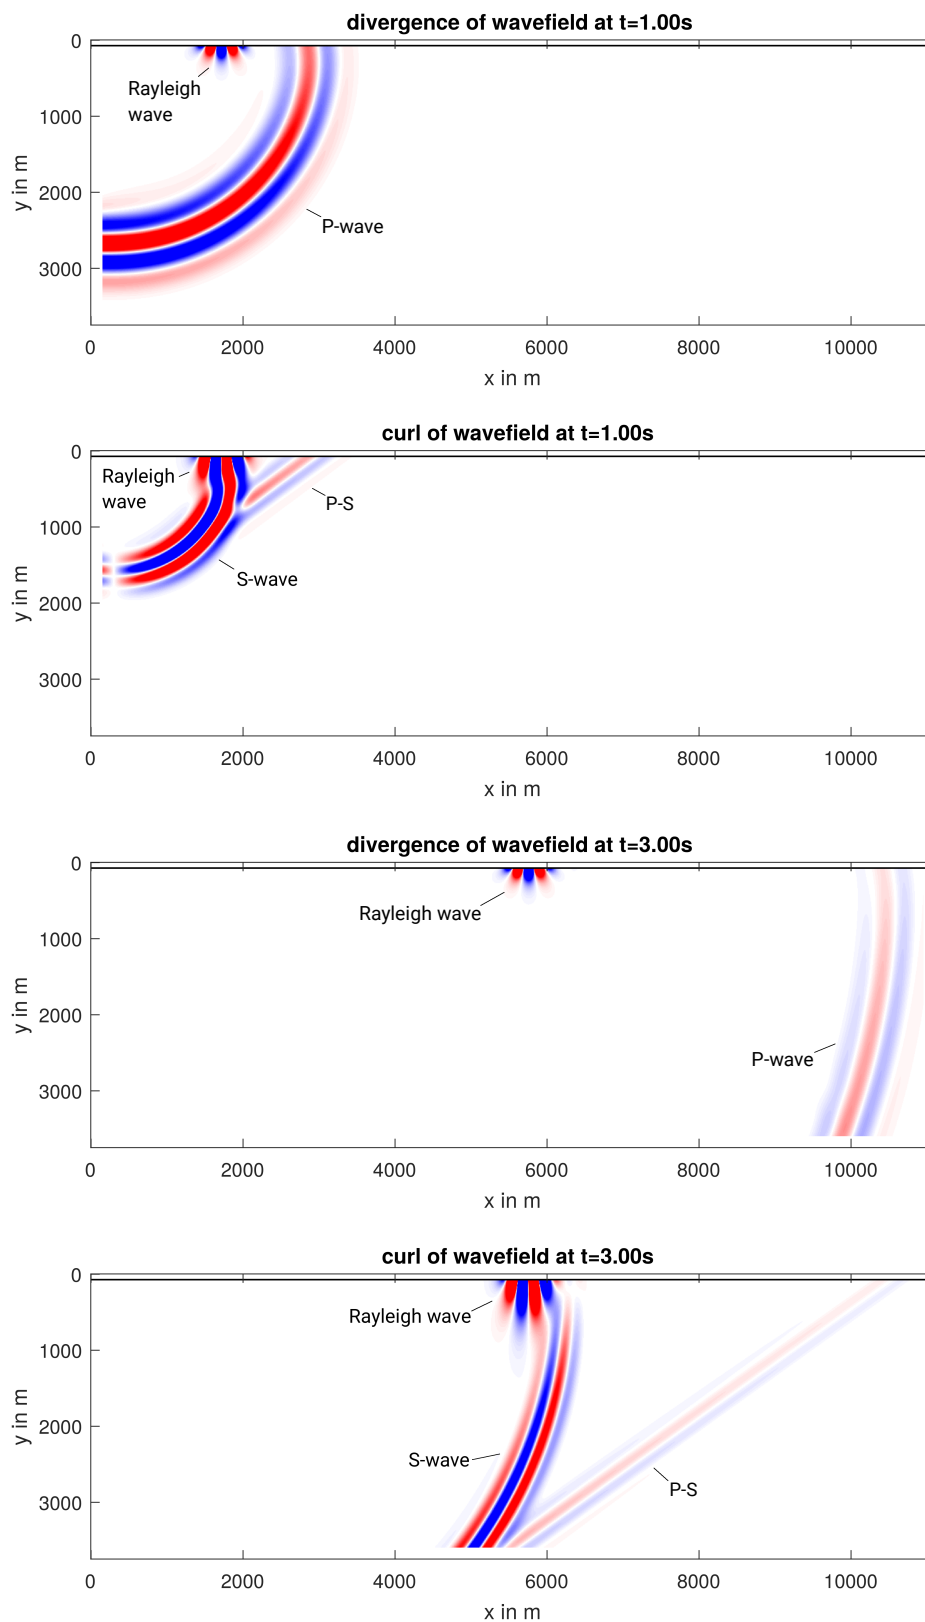 divergence of wavefield at t=1.00s
0
Rayleigh
wave
1000
y in m
2000
P-wave
3000
0 2000 4000 6000 8000 10000
x in m
curl of wavefield at t=1.00s
0
Rayleigh
wave
P-S
1000
S-wave
y in m
2000
3000
0 2000 4000 6000 8000 10000
x in m
divergence of wavefield at t=3.00s
0
Rayleigh wave
1000
y in m
2000
P-wave
3000
0 2000 4000 6000 8000 10000
x in m
curl of wavefield at t=3.00s
0
Rayleigh wave
1000
y in m
2000
S-wave
P-S
3000
0 2000 4000 6000 8000 10000
x in m